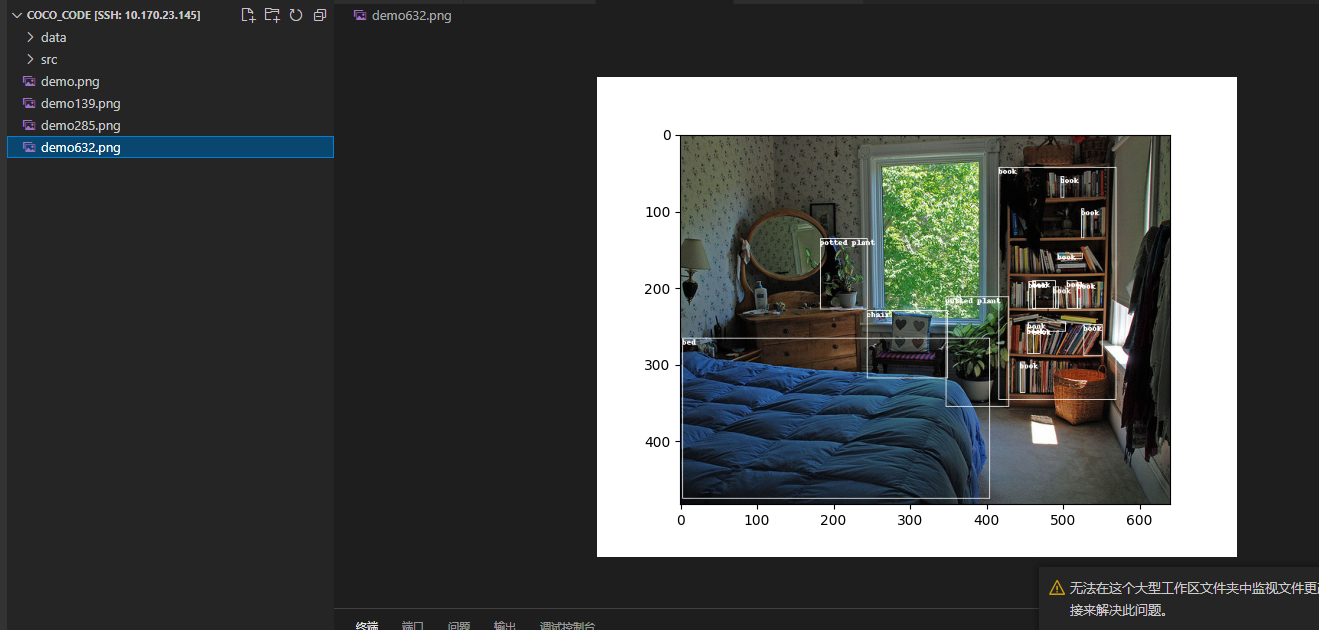 COCO_CODE [SSH: 10.170.23.145]
data
src
demo.png
demo139.png
demo285.png
demo632.png
demo632.png
0
100
200
300
400
0 100 200 300 400 500 600
book
book
book
potted plant
book
book
book
book
book
potted plant
chair
book
book
book
bed
book
无法在这个大型工作区文件夹中监视文件更
接来解决此问题。
终端 端口 问题 输出 调试控制台